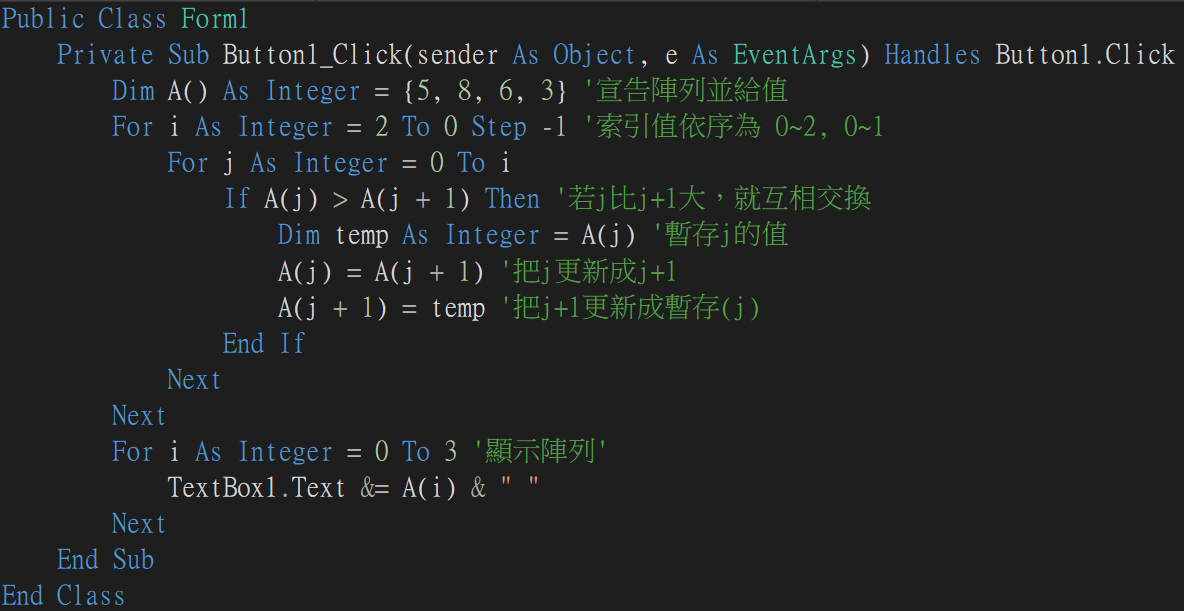 Public Class Form1
    Private Sub Button1_Click(sender As Object, e As EventArgs) Handles Button1.Click
        Dim A() As Integer = {5, 8, 6, 3} '宣告陣列並給值
        For i As Integer = 2 To 0 Step -1 '索引值依序為 0~2, 0~1
            For j As Integer = 0 To i
                If A(j) > A(j + 1) Then '若j比j+1大，就互相交換
                    Dim temp As Integer = A(j) '暫存j的值
                    A(j) = A(j + 1) '把j更新成j+1
                    A(j + 1) = temp '把j+1更新成暫存(j)
                End If
            Next
        Next
        For i As Integer = 0 To 3 '顯示陣列'
            TextBox1.Text &= A(i) & " "
        Next
    End Sub
End Class